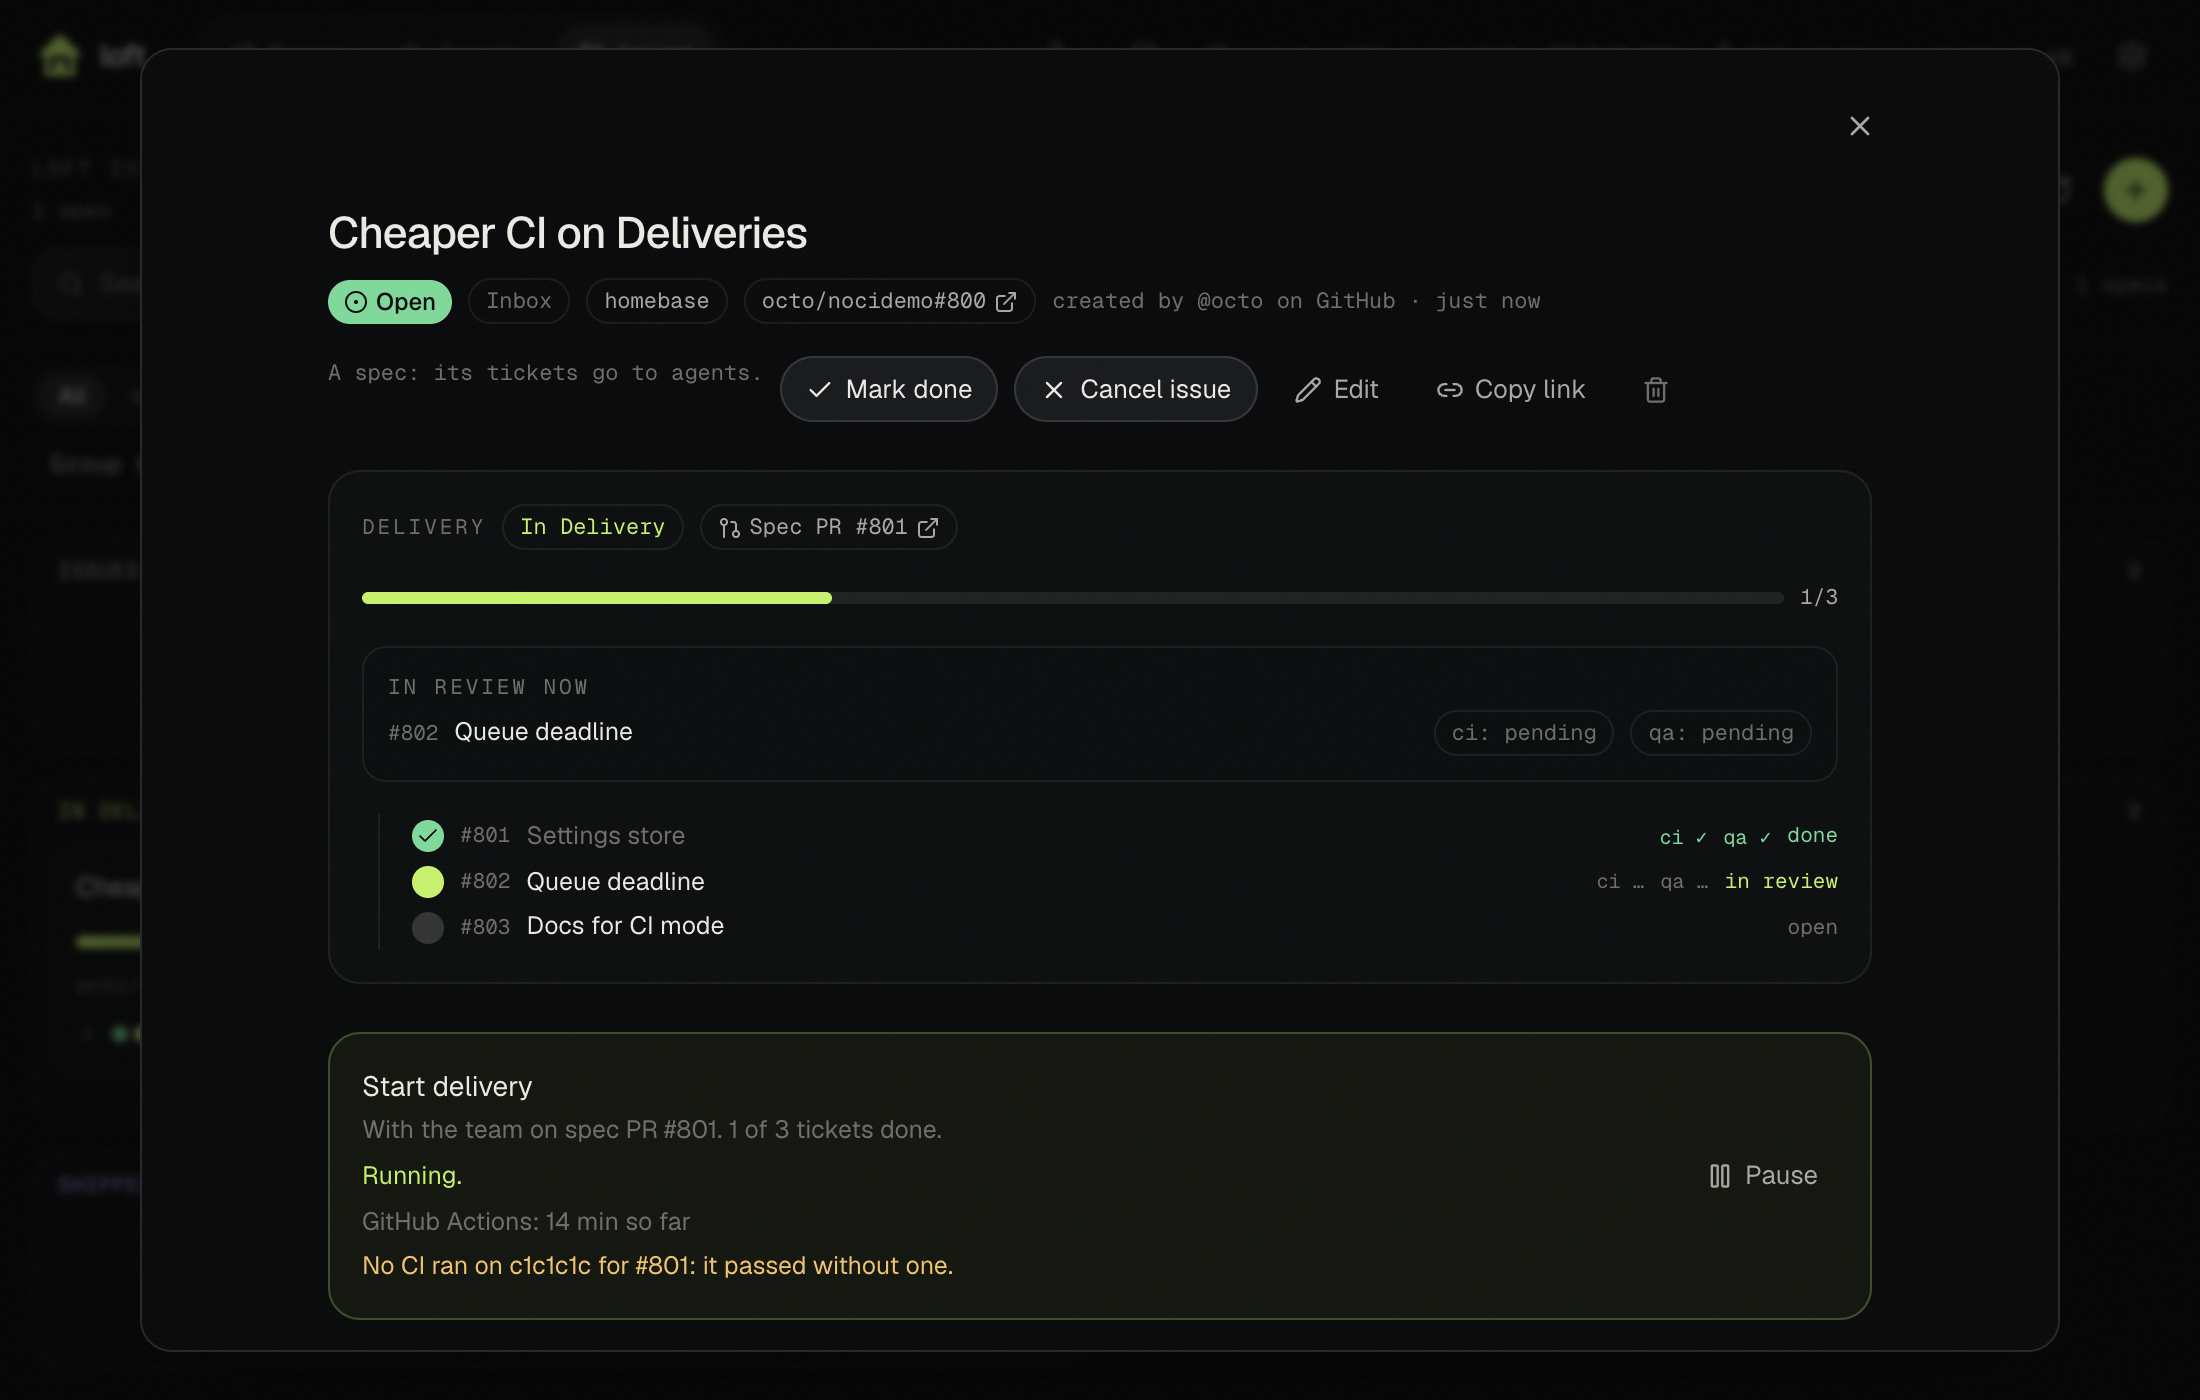 loft
Cheaper CI on Deliveries
Open Inbox homebase octo/nocidemo#800 created by @octo on GitHub · just now
A spec: its tickets go to agents. Mark done Cancel issue Edit Copy link
DELIVERY In Delivery Spec PR #801
1/3
IN REVIEW NOW
#802 Queue deadline ci: pending qa: pending
#801 Settings store ci ✓ qa ✓ done
#802 Queue deadline ci … qa … in review
#803 Docs for CI mode open
Start delivery
With the team on spec PR #801. 1 of 3 tickets done.
Running. Pause
GitHub Actions: 14 min so far
No CI ran on c1c1c1c for #801: it passed without one.